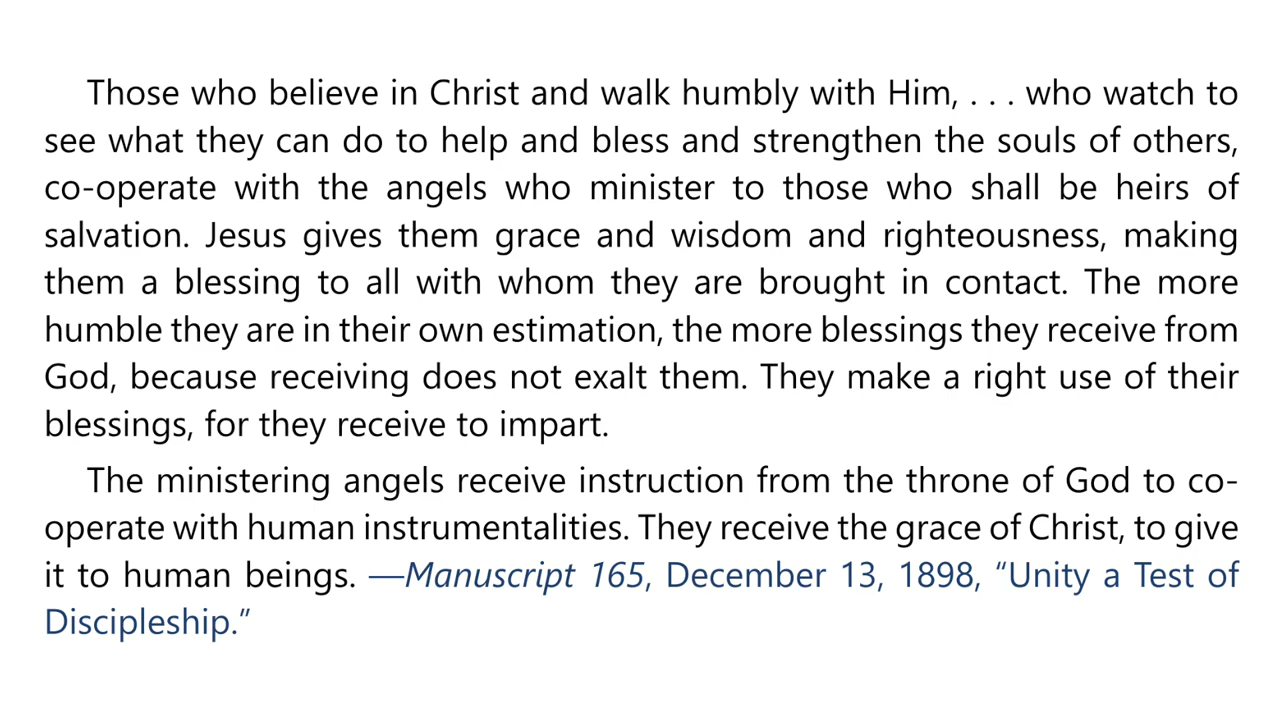 Those who believe in Christ and walk humbly with Him, . . . who watch to
see what they can do to help and bless and strengthen the souls of others,
co-operate with the angels who minister to those who shall be heirs of
salvation. Jesus gives them grace and wisdom and righteousness, making
them a blessing to all with whom they are brought in contact. The more
humble they are in their own estimation, the more blessings they receive from
God, because receiving does not exalt them. They make a right use of their
blessings, for they receive to impart.
The ministering angels receive instruction from the throne of God to co-
operate with human instrumentalities. They receive the grace of Christ, to give
it to human beings. —Manuscript 165, December 13, 1898, “Unity a Test of
Discipleship.”